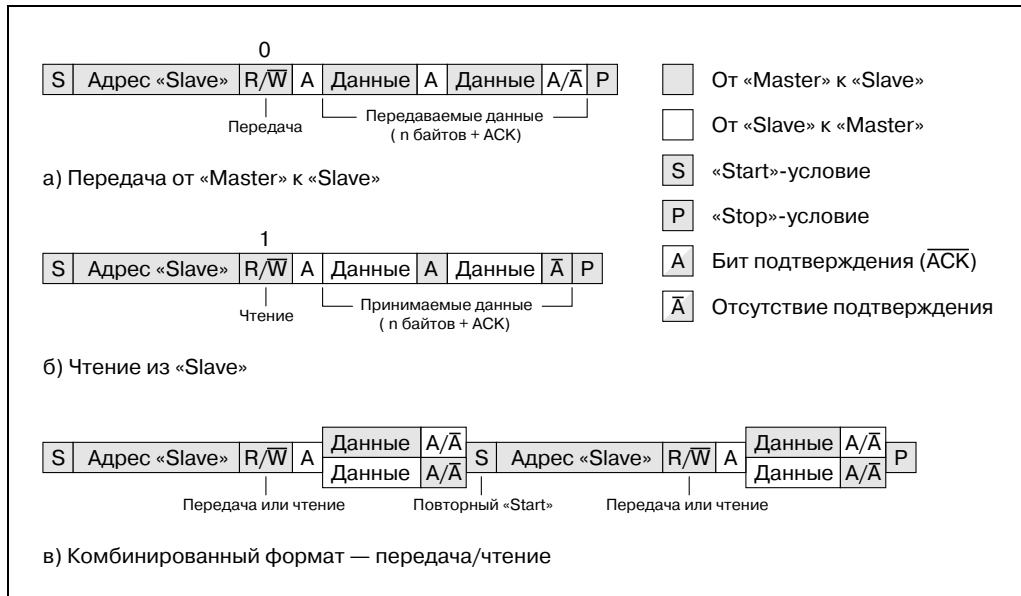 0
S Адрес «Slave» R/W̅ A Данные A Данные A/A̅ P
Передача
Передаваемые данные
( n байтов + ACK)
а) Передача от «Master» к «Slave»
1
S Адрес «Slave» R/W̅ A Данные A Данные A̅ P
Чтение
Принимаемые данные
( n байтов + ACK)
б) Чтение из «Slave»
От «Master» к «Slave»
От «Slave» к «Master»
S «Start»-условие
P «Stop»-условие
A Бит подтверждения (A̅C̅K̅)
A̅ Отсутствие подтверждения
S Адрес «Slave» R/W̅ A Данные A/A̅ S Адрес «Slave» R/W̅ A Данные A/A̅ P
Данные A/A̅ Данные A/A̅
Передача или чтение Повторный «Start» Передача или чтение
в) Комбинированный формат — передача/чтение